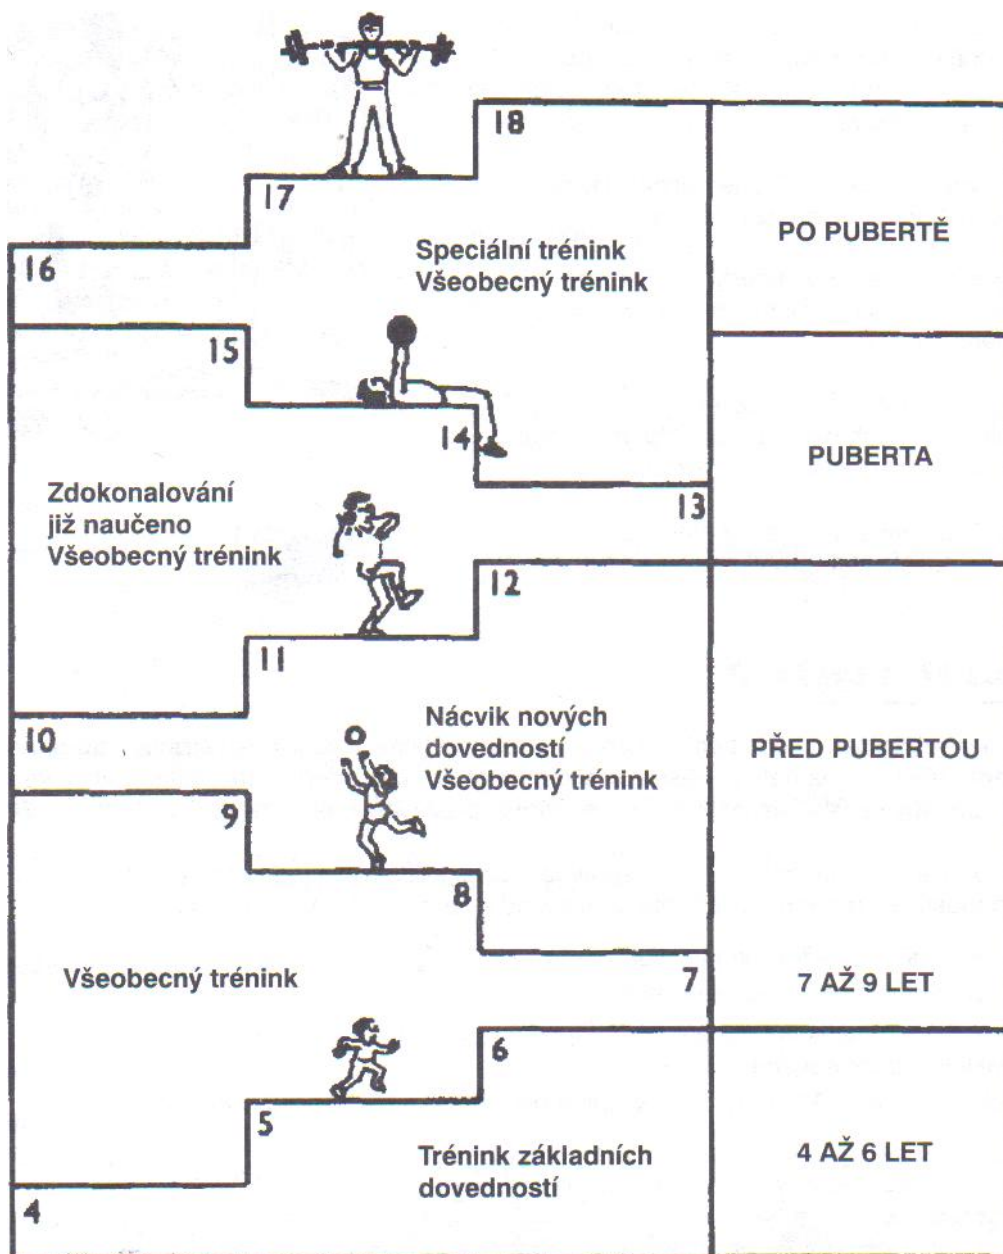 18
17
PO PUBERTĚ
Speciální trénink
Všeobecný trénink
16
15
14
PUBERTA
13
Zdokonalování
již naučeno
Všeobecný trénink
12
11
Nácvik nových
dovedností
Všeobecný trénink
PŘED PUBERTOU
10
9
8
Všeobecný trénink
7
7 AŽ 9 LET
6
5
Trénink základních
dovedností
4 AŽ 6 LET
4